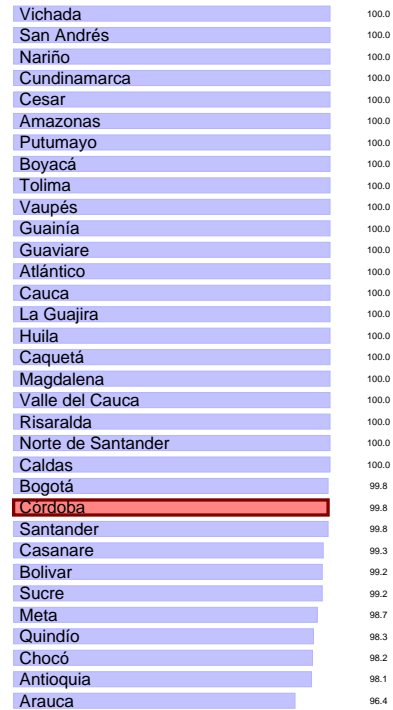 Vichada 100.0
San Andrés 100.0
Nariño 100.0
Cundinamarca 100.0
Cesar 100.0
Amazonas 100.0
Putumayo 100.0
Boyacá 100.0
Tolima 100.0
Vaupés 100.0
Guainía 100.0
Guaviare 100.0
Atlántico 100.0
Cauca 100.0
La Guajira 100.0
Huila 100.0
Caquetá 100.0
Magdalena 100.0
Valle del Cauca 100.0
Risaralda 100.0
Norte de Santander 100.0
Caldas 100.0
Bogotá 99.8
Córdoba 99.8
Santander 99.8
Casanare 99.3
Bolivar 99.2
Sucre 99.2
Meta 98.7
Quindío 98.3
Chocó 98.2
Antioquia 98.1
Arauca 96.4